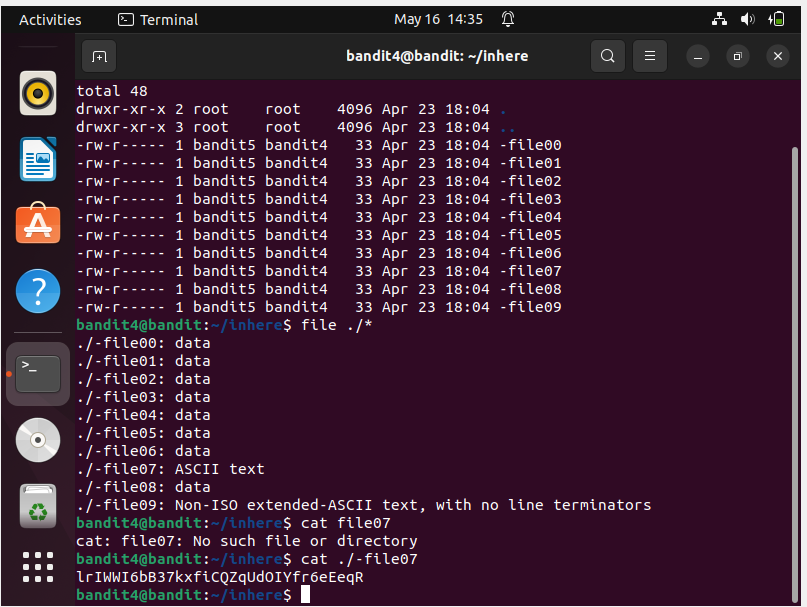 Activities
Terminal
May 16 14:35
bandit4@bandit: ~/inhere
total 48
drwxr-xr-x 2 root    root    4096 Apr 23 18:04 .
drwxr-xr-x 3 root    root    4096 Apr 23 18:04 ..
-rw-r----- 1 bandit5 bandit4   33 Apr 23 18:04 -file00
-rw-r----- 1 bandit5 bandit4   33 Apr 23 18:04 -file01
-rw-r----- 1 bandit5 bandit4   33 Apr 23 18:04 -file02
-rw-r----- 1 bandit5 bandit4   33 Apr 23 18:04 -file03
-rw-r----- 1 bandit5 bandit4   33 Apr 23 18:04 -file04
-rw-r----- 1 bandit5 bandit4   33 Apr 23 18:04 -file05
-rw-r----- 1 bandit5 bandit4   33 Apr 23 18:04 -file06
-rw-r----- 1 bandit5 bandit4   33 Apr 23 18:04 -file07
-rw-r----- 1 bandit5 bandit4   33 Apr 23 18:04 -file08
-rw-r----- 1 bandit5 bandit4   33 Apr 23 18:04 -file09
bandit4@bandit:~/inhere$ file ./*
./-file00: data
./-file01: data
./-file02: data
./-file03: data
./-file04: data
./-file05: data
./-file06: data
./-file07: ASCII text
./-file08: data
./-file09: Non-ISO extended-ASCII text, with no line terminators
bandit4@bandit:~/inhere$ cat file07
cat: file07: No such file or directory
bandit4@bandit:~/inhere$ cat ./-file07
lrIWWI6bB37kxfiCQZqUdOIYfr6eEeqR
bandit4@bandit:~/inhere$